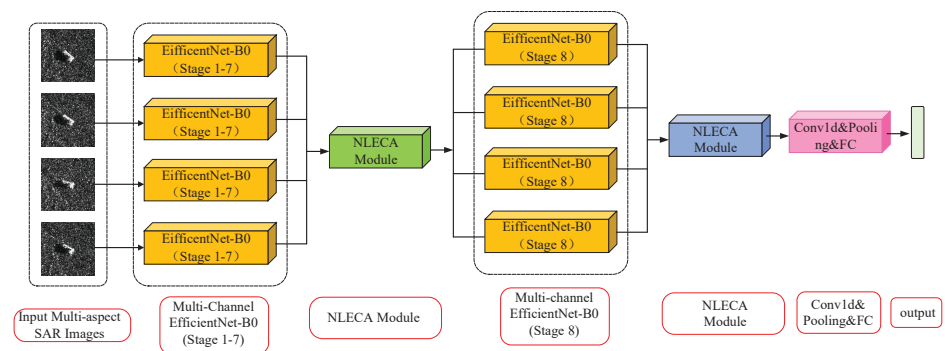 EifficentNet-B0
（Stage 1-7）
EifficentNet-B0
（Stage 1-7）
EifficentNet-B0
（Stage 1-7）
EifficentNet-B0
（Stage 1-7）
NLECA
Module
EifficentNet-B0
(Stage 8)
EifficentNet-B0
(Stage 8)
EifficentNet-B0
(Stage 8)
EifficentNet-B0
(Stage 8)
NLECA
Module
Conv1d&Pooli
ng&FC
Input Multi-aspect
SAR Images
Multi-Channel
EfficientNet-B0
(Stage 1-7)
NLECA Module
Multi-channel
EfficientNet-B0
(Stage 8)
NLECA
Module
Conv1d&
Pooling&FC
output